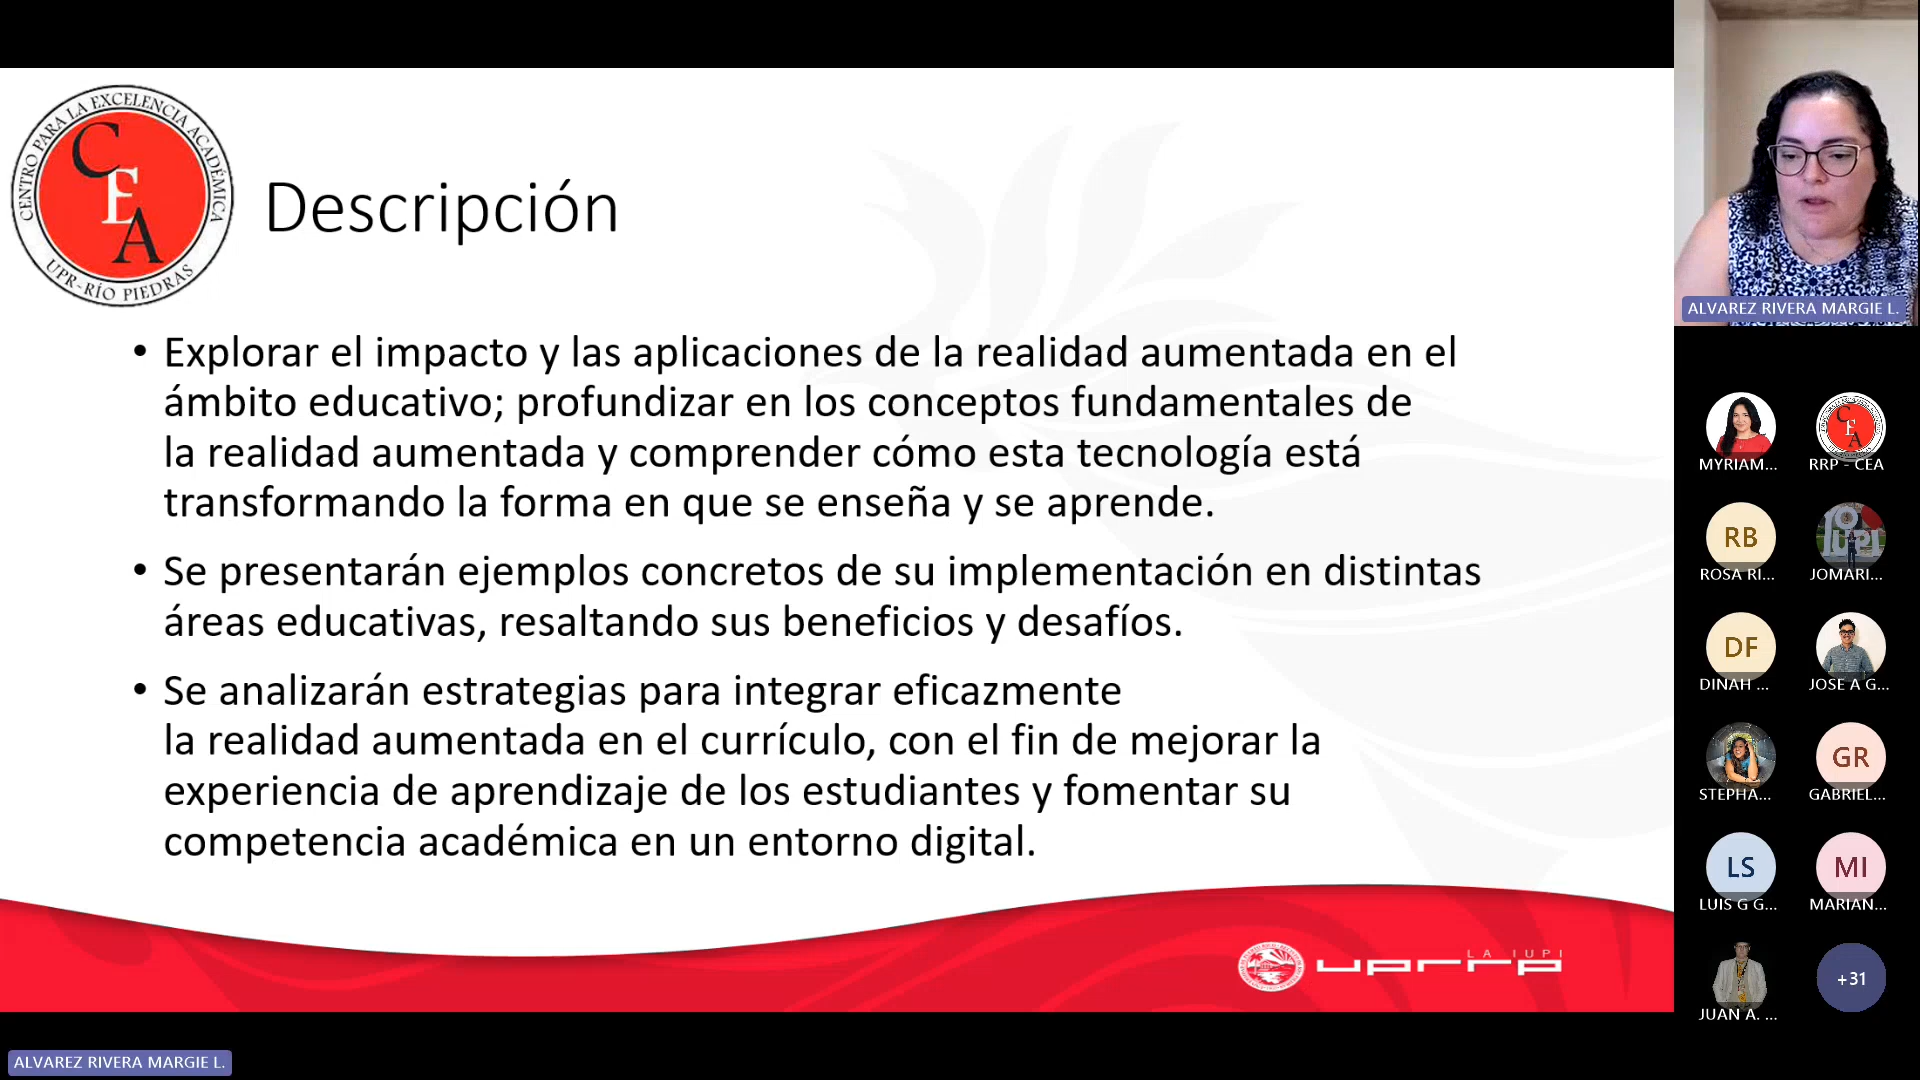 CENTRO PARA LA EXCELENCIA ACADÉMICA
CEA
UPR-RÍO PIEDRAS
Descripción
• Explorar el impacto y las aplicaciones de la realidad aumentada en el
ámbito educativo; profundizar en los conceptos fundamentales de
la realidad aumentada y comprender cómo esta tecnología está
transformando la forma en que se enseña y se aprende.
• Se presentarán ejemplos concretos de su implementación en distintas
áreas educativas, resaltando sus beneficios y desafíos.
• Se analizarán estrategias para integrar eficazmente
la realidad aumentada en el currículo, con el fin de mejorar la
experiencia de aprendizaje de los estudiantes y fomentar su
competencia académica en un entorno digital.
LA IUPI
uprrp
ALVAREZ RIVERA MARGIE L.
ALVAREZ RIVERA MARGIE L.
MYRIAM...
CEA
RRP - CEA
RB
ROSA RI...
IUPI
JOMARI...
DF
DINAH ...
JOSE A G...
STEPHA...
GR
GABRIEL...
LS
LUIS G G...
MI
MARIAN...
JUAN A. ...
+31